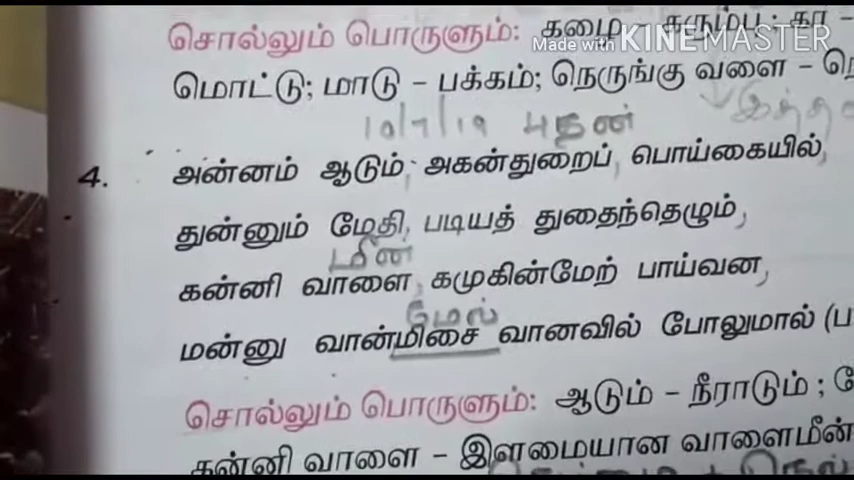 சொல்லும் பொருளும்: கழை - கரும்பு; கா -
Made with KINEMASTER
மொட்டு; மாடு - பக்கம்; நெருங்கு வளை -
10/7/19 புதன்
4. அன்னம் ஆடும் அகன்துறைப் பொய்கையில்
துன்னும் மேதி படியத் துதைந்தெழும்
மீன்
கன்னி வாளை கமுகின்மேற் பாய்வன
மேல்
மன்னு வான்மிசை வானவில் போலுமால் (
சொல்லும் பொருளும்: ஆடும் - நீராடும் ;
கன்னி வாளை - இளமையான வாளைமீன்